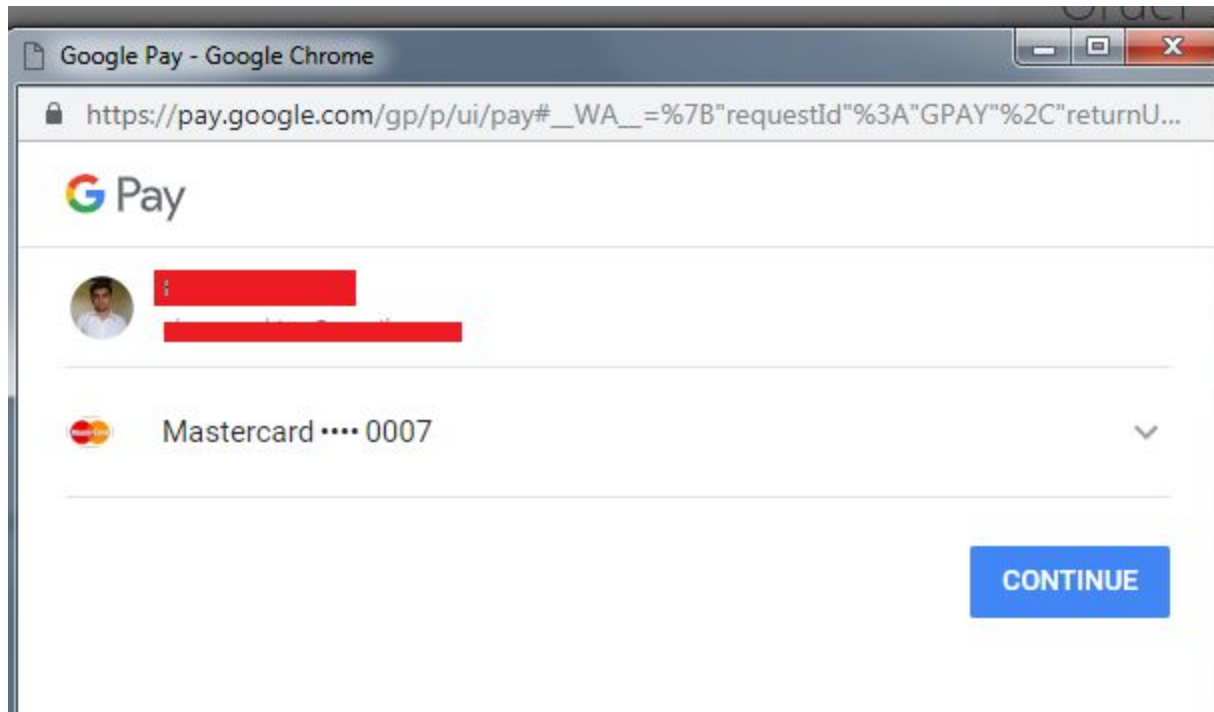 Order
Google Pay - Google Chrome
https://pay.google.com/gp/p/ui/pay#__WA__=%7B"requestId"%3A"GPAY"%2C"returnU...
G Pay
Mastercard •••• 0007
CONTINUE